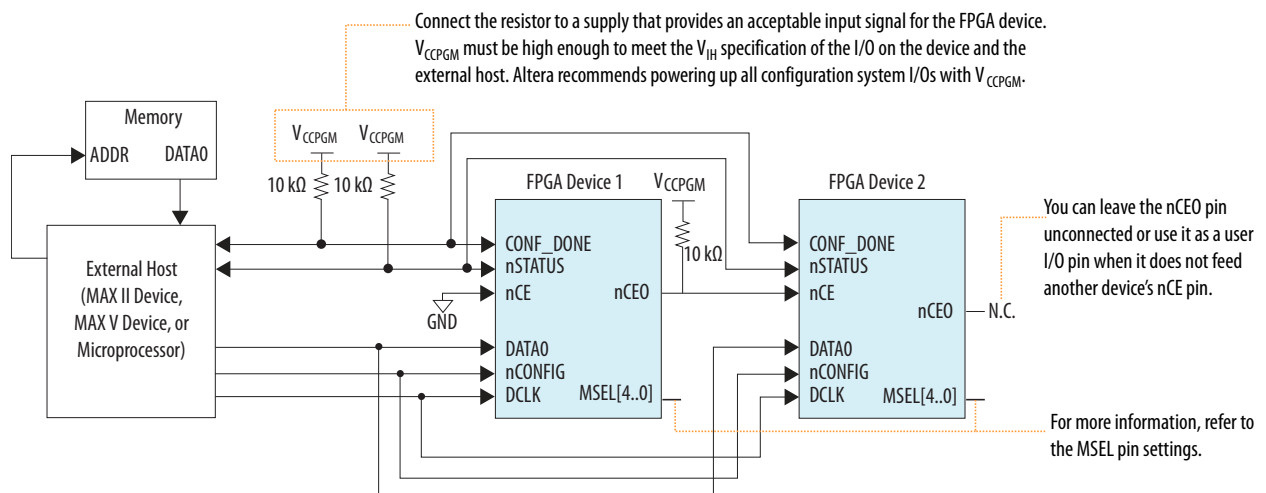 Connect the resistor to a supply that provides an acceptable input signal for the FPGA device.
V_CCPGM must be high enough to meet the V_IH specification of the I/O on the device and the
external host. Altera recommends powering up all configuration system I/Os with V_CCPGM.
Memory
ADDR DATA0
V_CCPGM V_CCPGM
10 kΩ 10 kΩ
External Host
(MAX II Device,
MAX V Device, or
Microprocessor)
FPGA Device 1
CONF_DONE
nSTATUS
nCE nCEO
GND
DATA0
nCONFIG
DCLK MSEL[4..0]
V_CCPGM
10 kΩ
FPGA Device 2
CONF_DONE
nSTATUS
nCE
nCEO N.C.
DATA0
nCONFIG
DCLK MSEL[4..0]
You can leave the nCEO pin
unconnected or use it as a user
I/O pin when it does not feed
another device's nCE pin.
For more information, refer to
the MSEL pin settings.